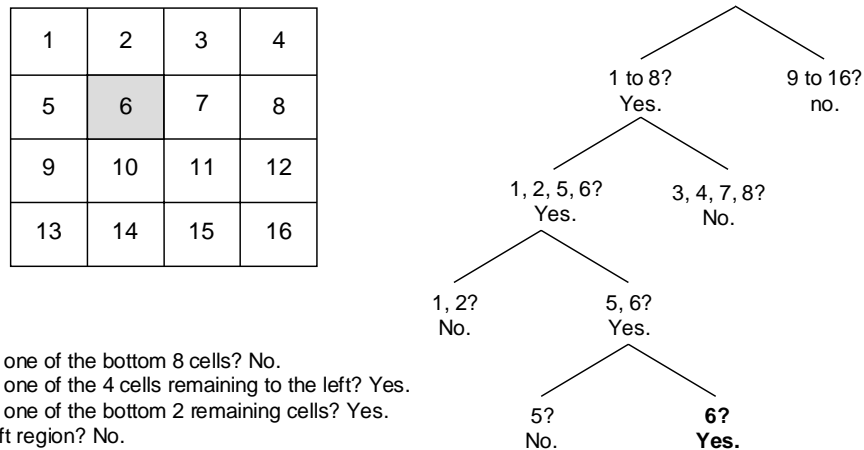 1 2 3 4
5 6 7 8
9 10 11 12
13 14 15 16
one of the bottom 8 cells? No.
one of the 4 cells remaining to the left? Yes.
one of the bottom 2 remaining cells? Yes.
ft region? No.
1 to 8?
Yes.
9 to 16?
no.
1, 2, 5, 6?
Yes.
3, 4, 7, 8?
No.
1, 2?
No.
5, 6?
Yes.
5?
No.
6?
Yes.